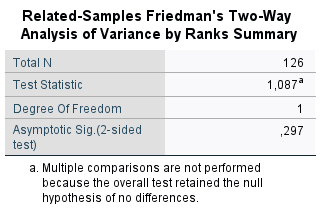 Related-Samples Friedman's Two-Way
Analysis of Variance by Ranks Summary
Total N 126
Test Statistic 1,087a
Degree Of Freedom 1
Asymptotic Sig.(2-sided ,297
test)
a. Multiple comparisons are not performed
because the overall test retained the null
hypothesis of no differences.